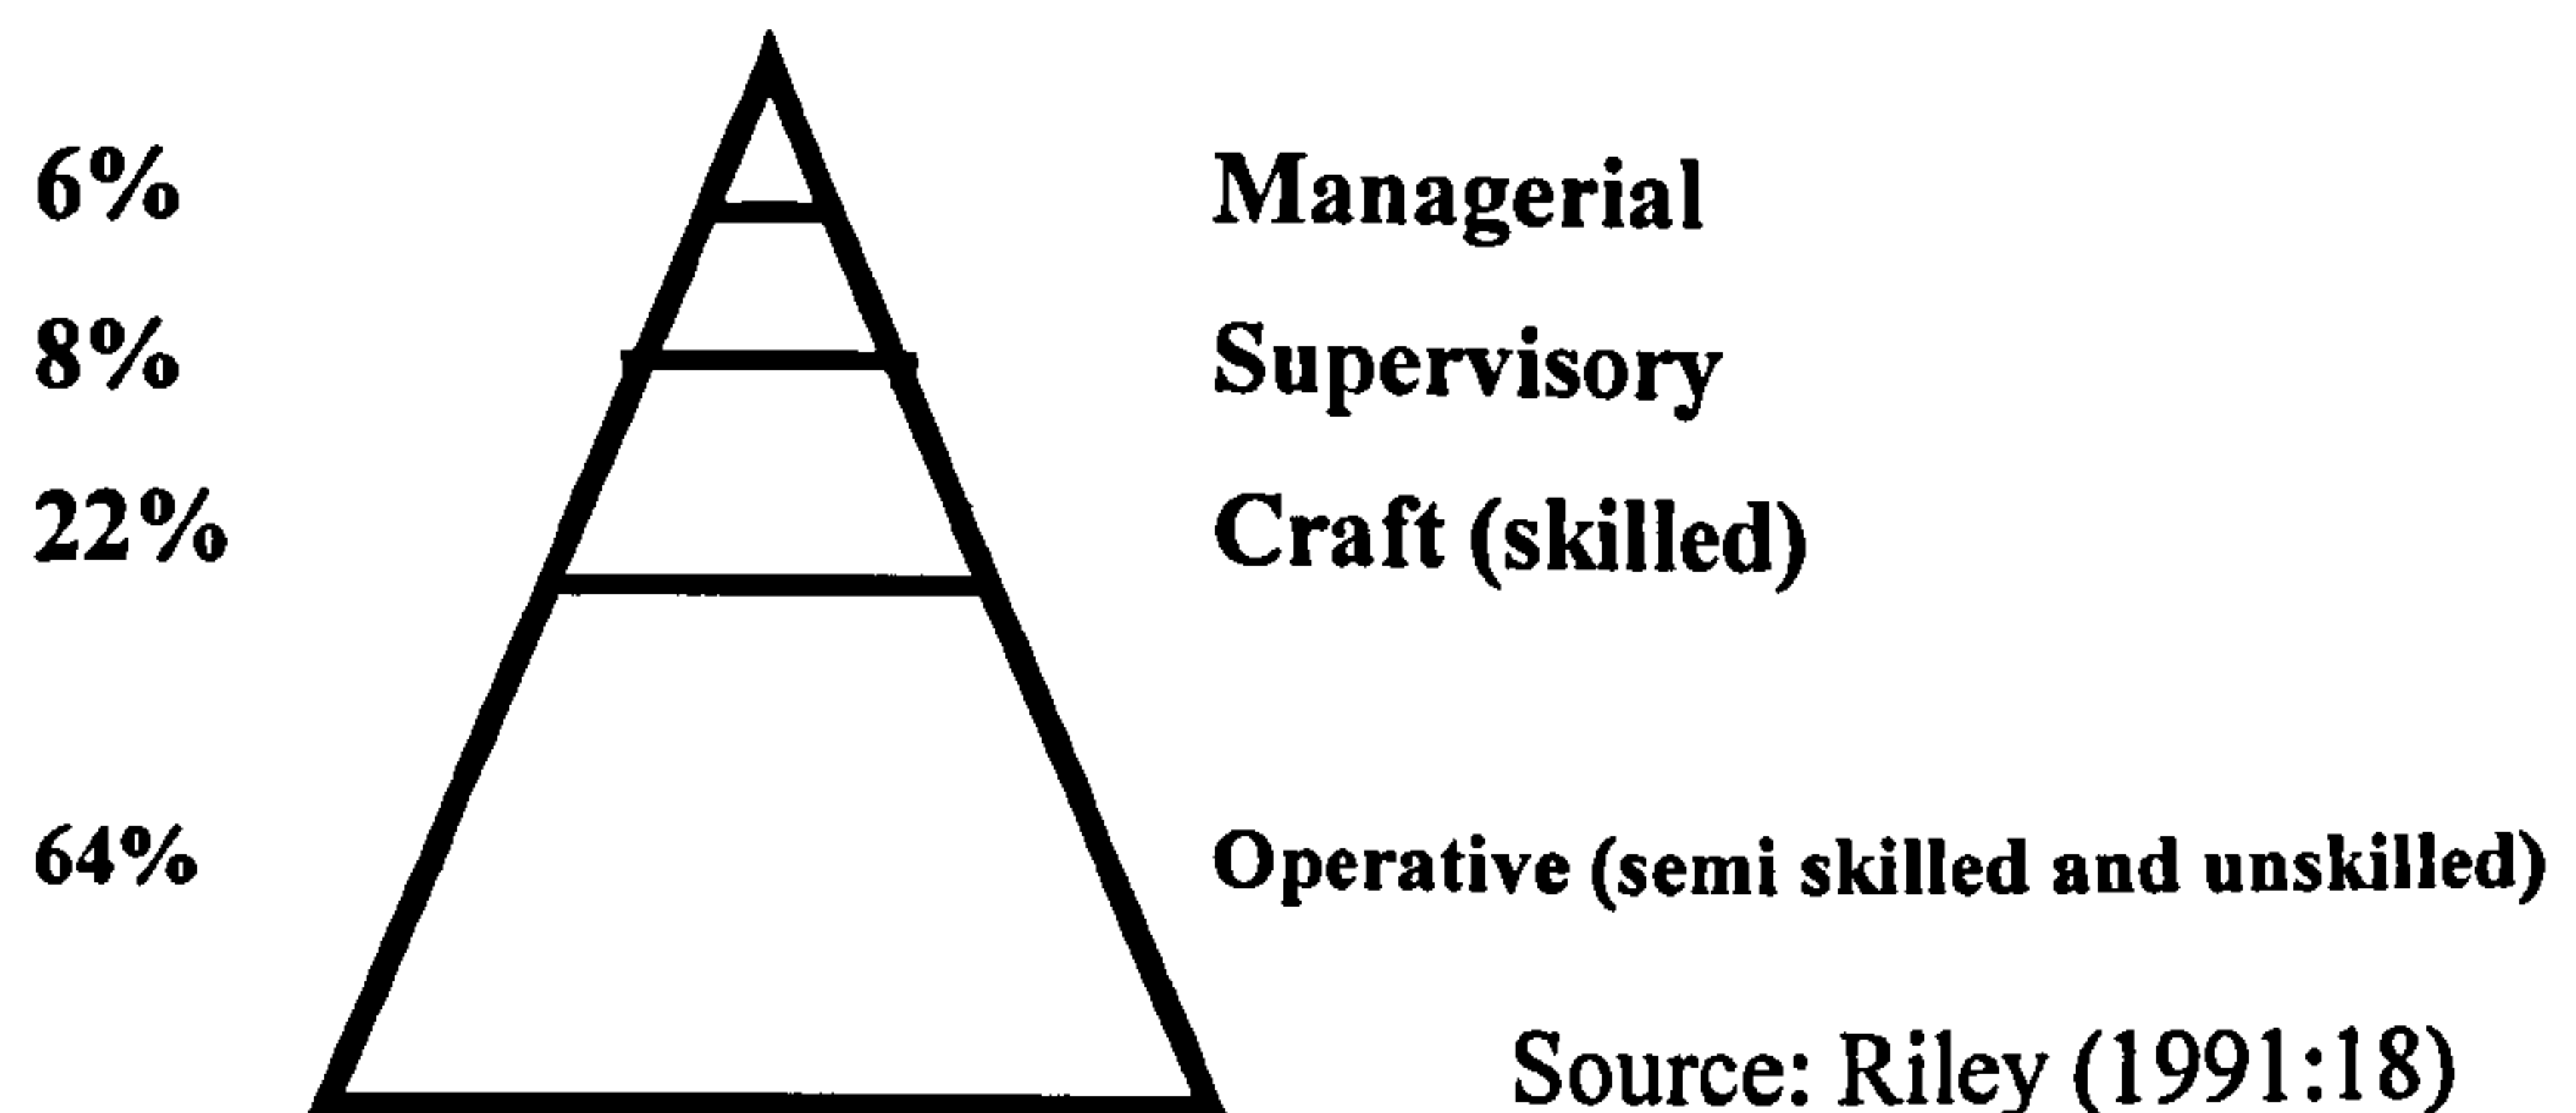 6% Managerial
8% Supervisory
22% Craft (skilled)
64% Operative (semi skilled and unskilled)
Source: Riley (1991:18)